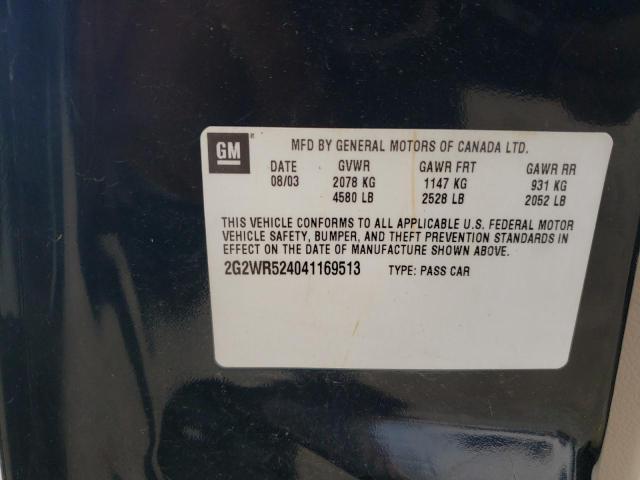 GM
MFD BY GENERAL MOTORS OF CANADA LTD.
DATE GVWR GAWR FRT GAWR RR
08/03 2078 KG 1147 KG 931 KG
4580 LB 2528 LB 2052 LB
THIS VEHICLE CONFORMS TO ALL APPLICABLE U.S. FEDERAL MOTOR
VEHICLE SAFETY, BUMPER, AND THEFT PREVENTION STANDARDS IN
EFFECT ON THE DATE OF MANUFACTURE SHOWN ABOVE.
2G2WR524041169513 TYPE: PASS CAR